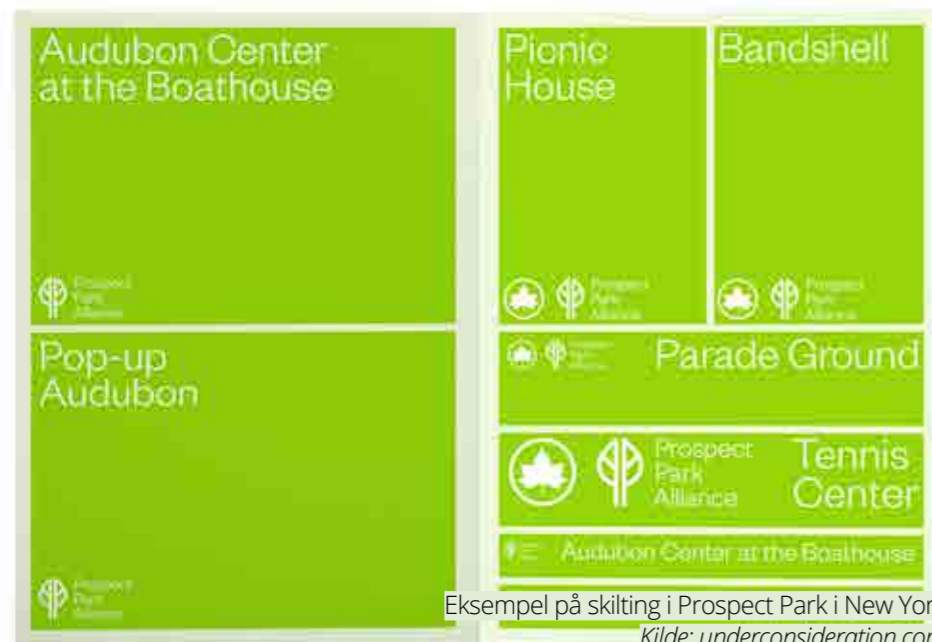 Audubon Center
at the Boathouse
Prospect
Park
Alliance
Pop-up
Audubon
Prospect
Park
Alliance
Picnic
House
Prospect
Park
Alliance
Bandshell
Prospect
Park
Alliance
Parade Ground
Prospect
Park
Alliance
Tennis
Center
Audubon Center at the Boathouse
Eksempel på skilting i Prospect Park i New Yor
Kilde: underconsideration.co